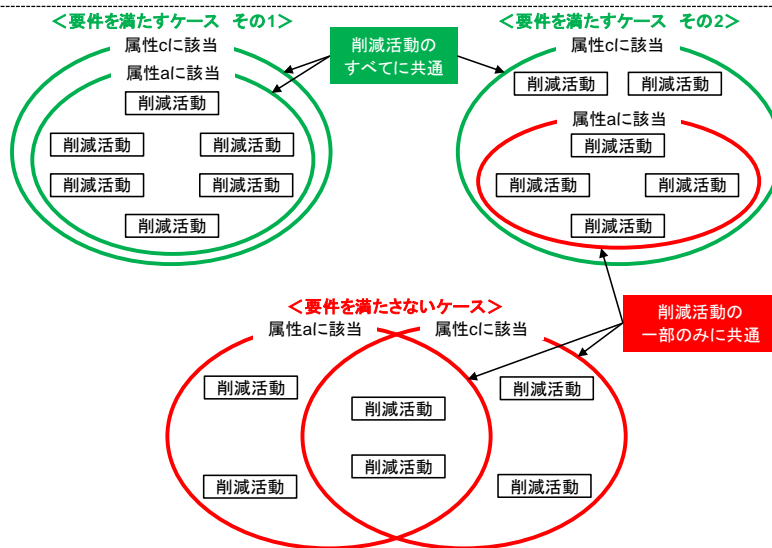 ＜要件を満たすケース その1＞
属性cに該当
属性aに該当
削減活動
削減活動
削減活動
削減活動
削減活動
削減活動
削減活動の
すべてに共通
＜要件を満たすケース その2＞
属性cに該当
削減活動
削減活動
属性aに該当
削減活動
削減活動
削減活動
削減活動
＜要件を満たさないケース＞
属性aに該当
属性cに該当
削減活動
削減活動
削減活動
削減活動
削減活動
削減活動
削減活動の
一部のみに共通